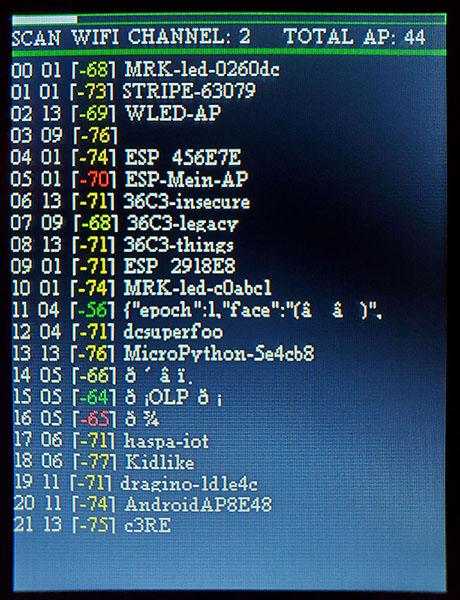 SCAN WIFI CHANNEL: 2 TOTAL AP: 44
00 01 [-68] MRK-led-0260dc
01 01 [-73] STRIPE-63079
02 13 [-69] WLED-AP
03 09 [-76]
04 01 [-74] ESP_456E7E
05 01 [-70] ESP-Mein-AP
06 13 [-71] 36C3-insecure
07 09 [-68] 36C3-legacy
08 13 [-71] 36C3-things
09 01 [-71] ESP_2918E8
10 01 [-74] MRK-led-c0abc1
11 04 [-56] {"epoch":1,"face":"(â â )",
12 04 [-71] dcsuperfoo
13 13 [-76] MicroPython-5e4cb8
14 05 [-66] ð ´ â ï.
15 05 [-64] ð ¡OLP ð ¡
16 05 [-65] ð ¾
17 06 [-71] haspa-iot
18 06 [-77] Kidlike
19 11 [-71] dragino-1d1e4c
20 11 [-74] AndroidAP8E48
21 13 [-75] c3RE